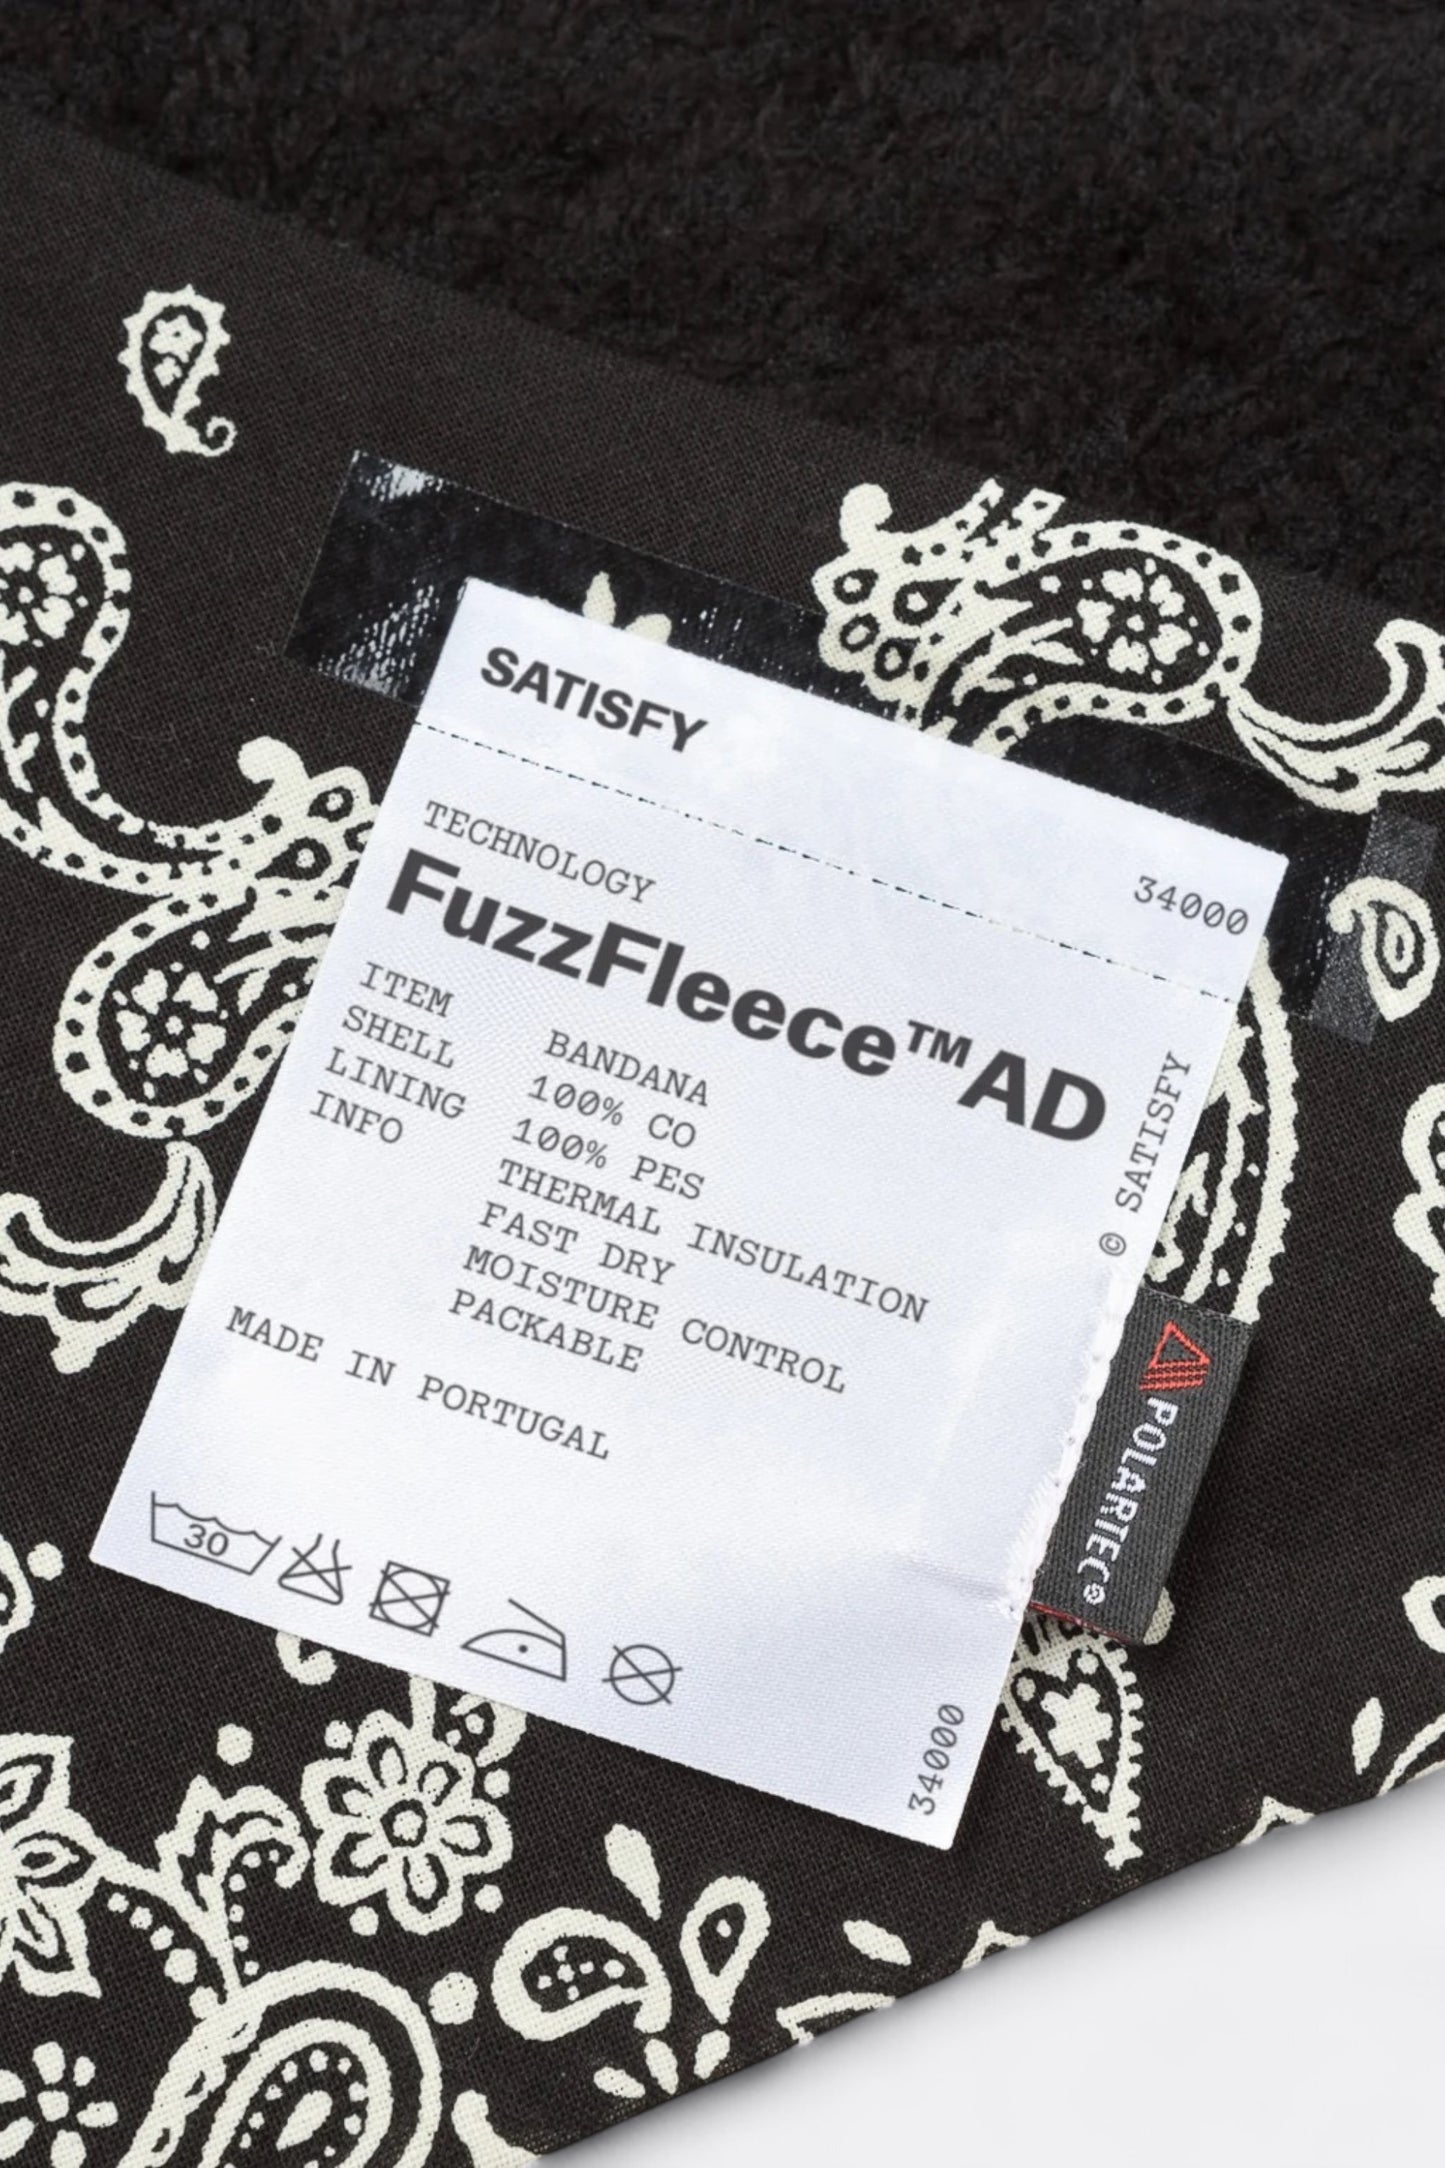 SATISFY
34000
TECHNOLOGY
FuzzFleece™AD
ITEM BANDANA
SHELL 100% CO
LINING 100% PES
INFO THERMAL INSULATION
FAST DRY
MOISTURE CONTROL
PACKABLE
MADE IN PORTUGAL
30
© SATISFY
POLARTEC®
34000